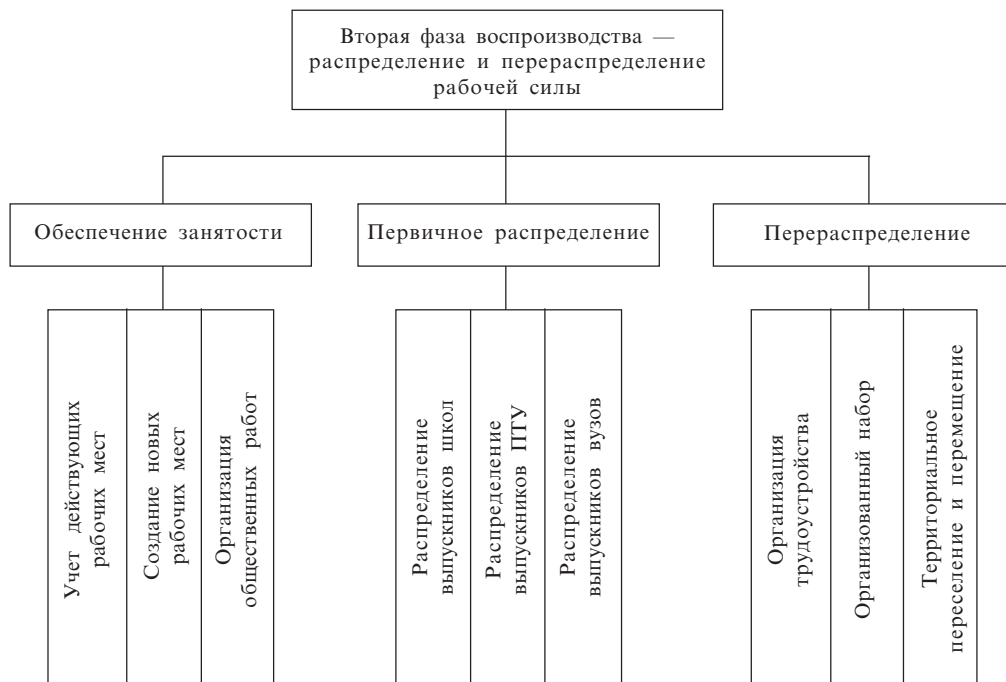 Вторая фаза воспроизводства —
распределение и перераспределение
рабочей силы
Обеспечение занятости
Первичное распределение
Перераспределение
Учет действующих
рабочих мест
Создание новых
рабочих мест
Организация
общественных работ
Распределение
выпускников школ
Распределение
выпускников ПТУ
Распределение
выпускников вузов
Организация
трудоустройства
Организованный набор
Территориальное
переселение и перемещение